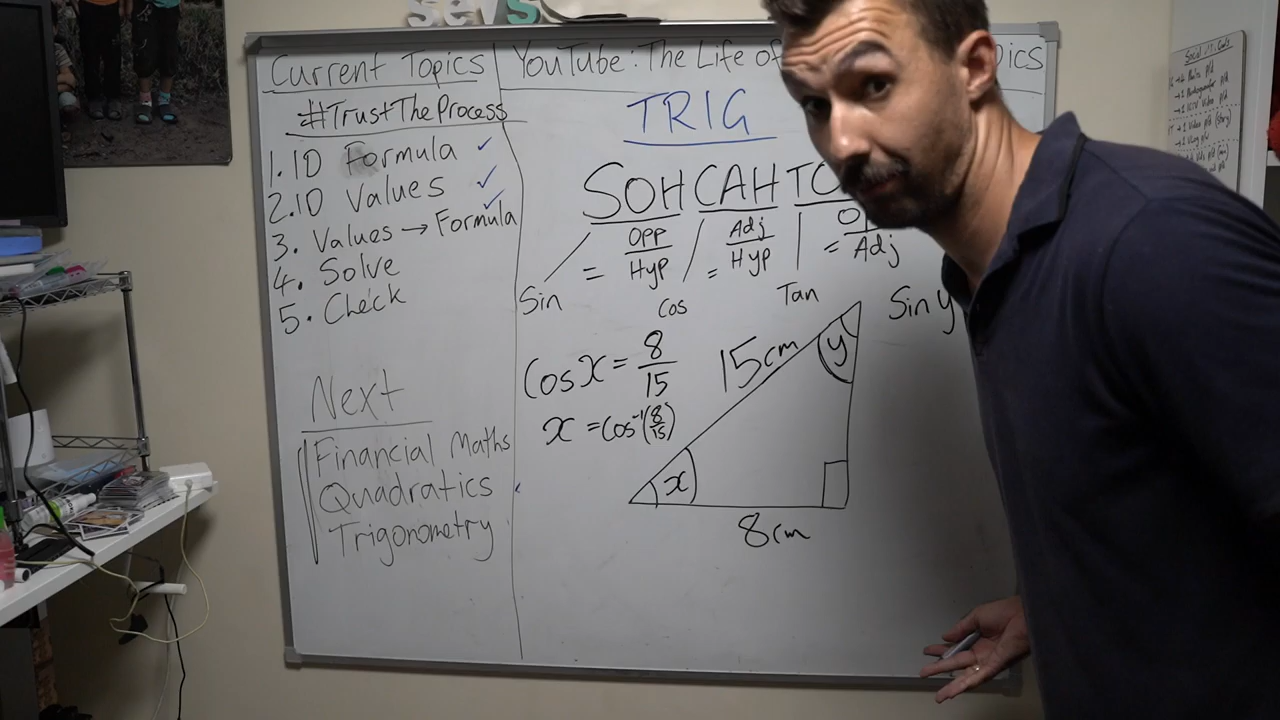 Current Topics
#TrustTheProcess
1. ID Formula ✓
2. ID Values ✓
3. Values → Formula ✓
4. Solve
5. Check
Next
Financial Maths
Quadratics
Trigonometry
YouTube: The Life of
TRIG
SOH CAH
Sin = Opp/Hyp
Cos = Adj/Hyp
Tan = /Adj
Cos x = 8/15
x = Cos⁻¹(8/15)
15cm
y
x
8cm
Sin y